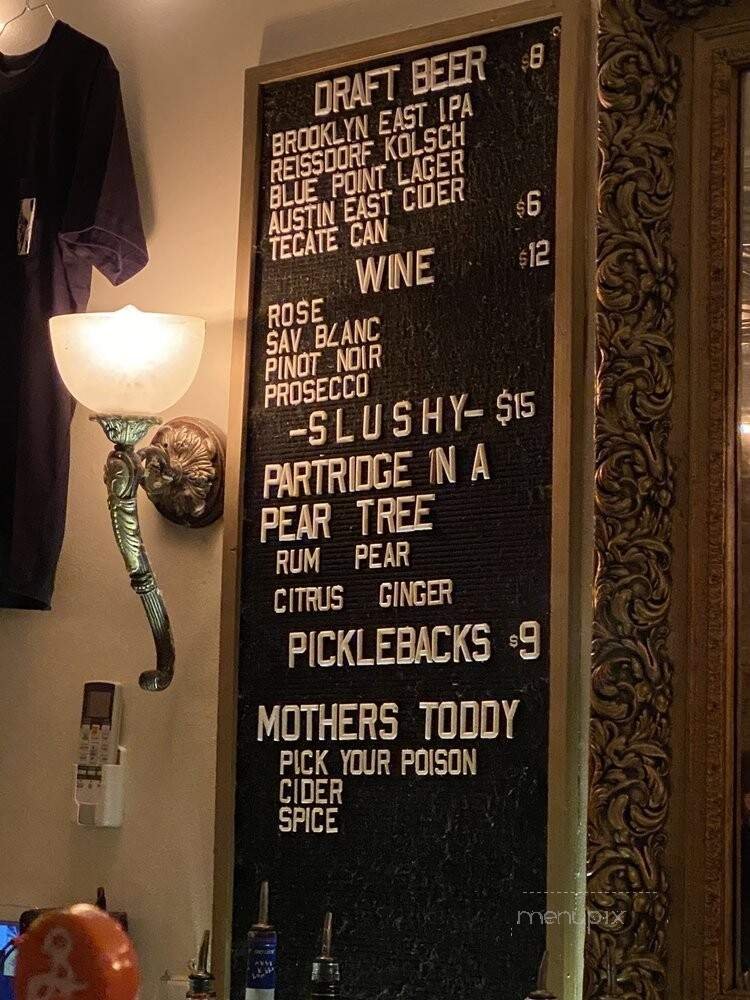 DRAFT BEER $8
BROOKLYN EAST IPA
REISSDORF KOLSCH
BLUE POINT LAGER
AUSTIN EAST CIDER
TECATE CAN $6
WINE $12
ROSE
SAV BLANC
PINOT NOIR
PROSECCO
-SLUSHY- $15
PARTRIDGE IN A
PEAR TREE
RUM PEAR
CITRUS GINGER
PICKLEBACKS $9
MOTHERS TODDY
PICK YOUR POISON
CIDER
SPICE
menupix